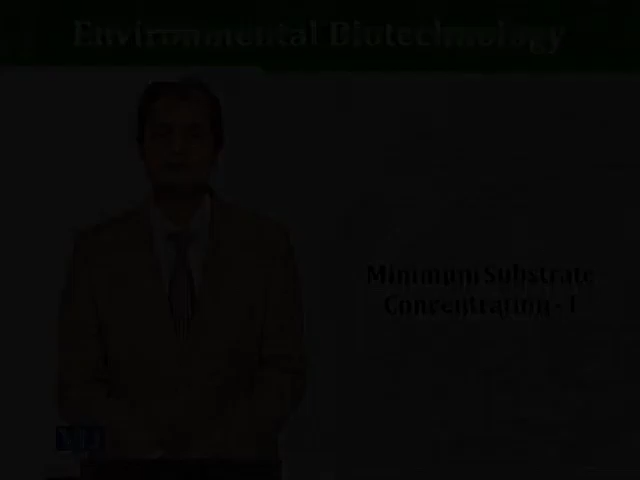 Environmental Biotechnology
Minimum Substrate
Concentration - I